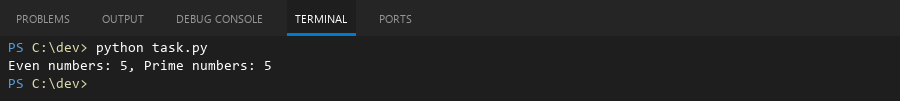 PROBLEMS OUTPUT DEBUG CONSOLE TERMINAL PORTS
PS C:\dev> python task.py
Even numbers: 5, Prime numbers: 5
PS C:\dev>